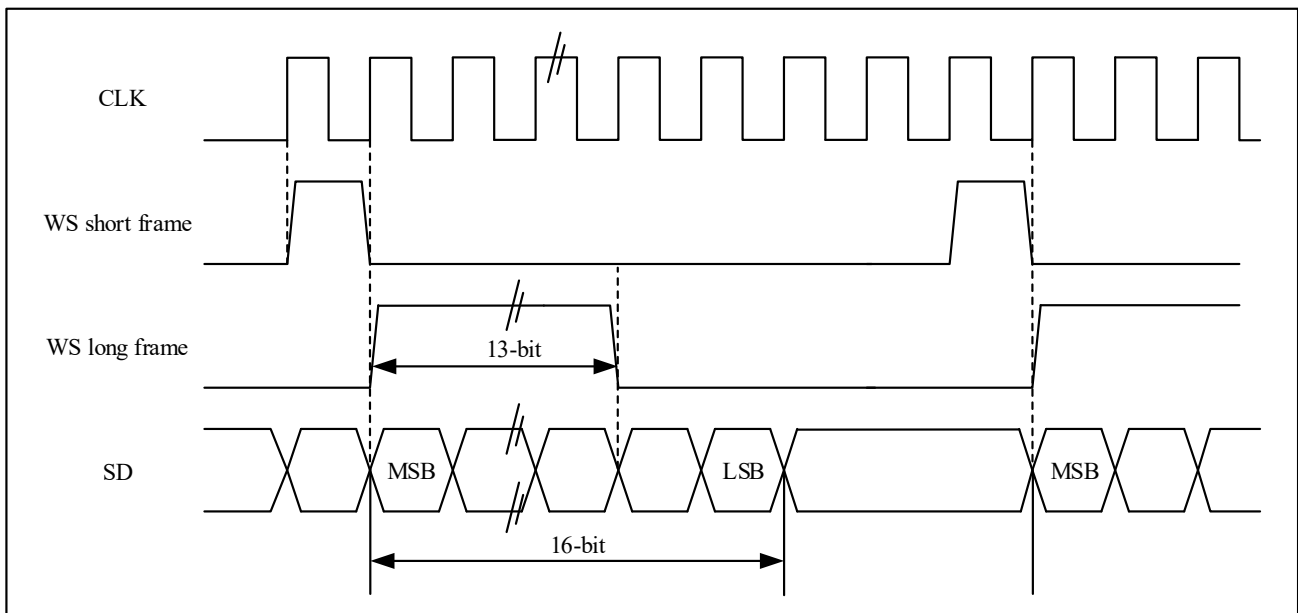 CLK
WS short frame
WS long frame
13-bit
SD
MSB
LSB
MSB
16-bit